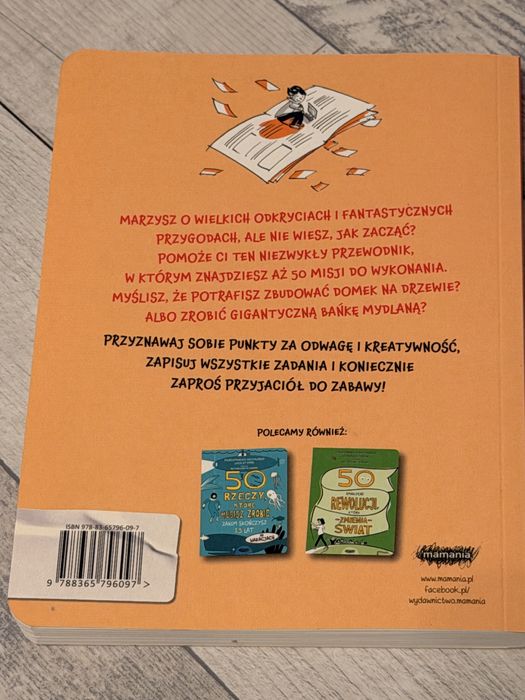 MARZYSZ O WIELKICH ODKRYCIACH I FANTASTYCZNYCH
PRZYGODACH, ALE NIE WIESZ, JAK ZACZĄĆ?
POMOŻE CI TEN NIEZWYKŁY PRZEWODNIK,
W KTÓRYM ZNAJDZIESZ AŻ 50 MISJI DO WYKONANIA.
MYŚLISZ, ŻE POTRAFISZ ZBUDOWAĆ DOMEK NA DRZEWIE?
ALBO ZROBIĆ GIGANTYCZNĄ BAŃKĘ MYDLANĄ?
PRZYZNAWAJ SOBIE PUNKTY ZA ODWAGĘ I KREATYWNOŚĆ,
ZAPISUJ WSZYSTKIE ZADANIA I KONIECZNIE
ZAPROŚ PRZYJACIÓŁ DO ZABAWY!
POLECAMY RÓWNIEŻ:
50
RZECZY,
KTÓRE
MUSISZ ZROBIĆ
ZANIM SKOŃCZYSZ
13 LAT
W WAKACJACH
50
REWOLUCJI,
KTÓRE
ZMIENIĄ
ŚWIAT
ISBN 978-83-65796-09-7
9 788365 796097 >
mamania
www.mamania.pl
facebook.pl/
wydawnictwo.mamania